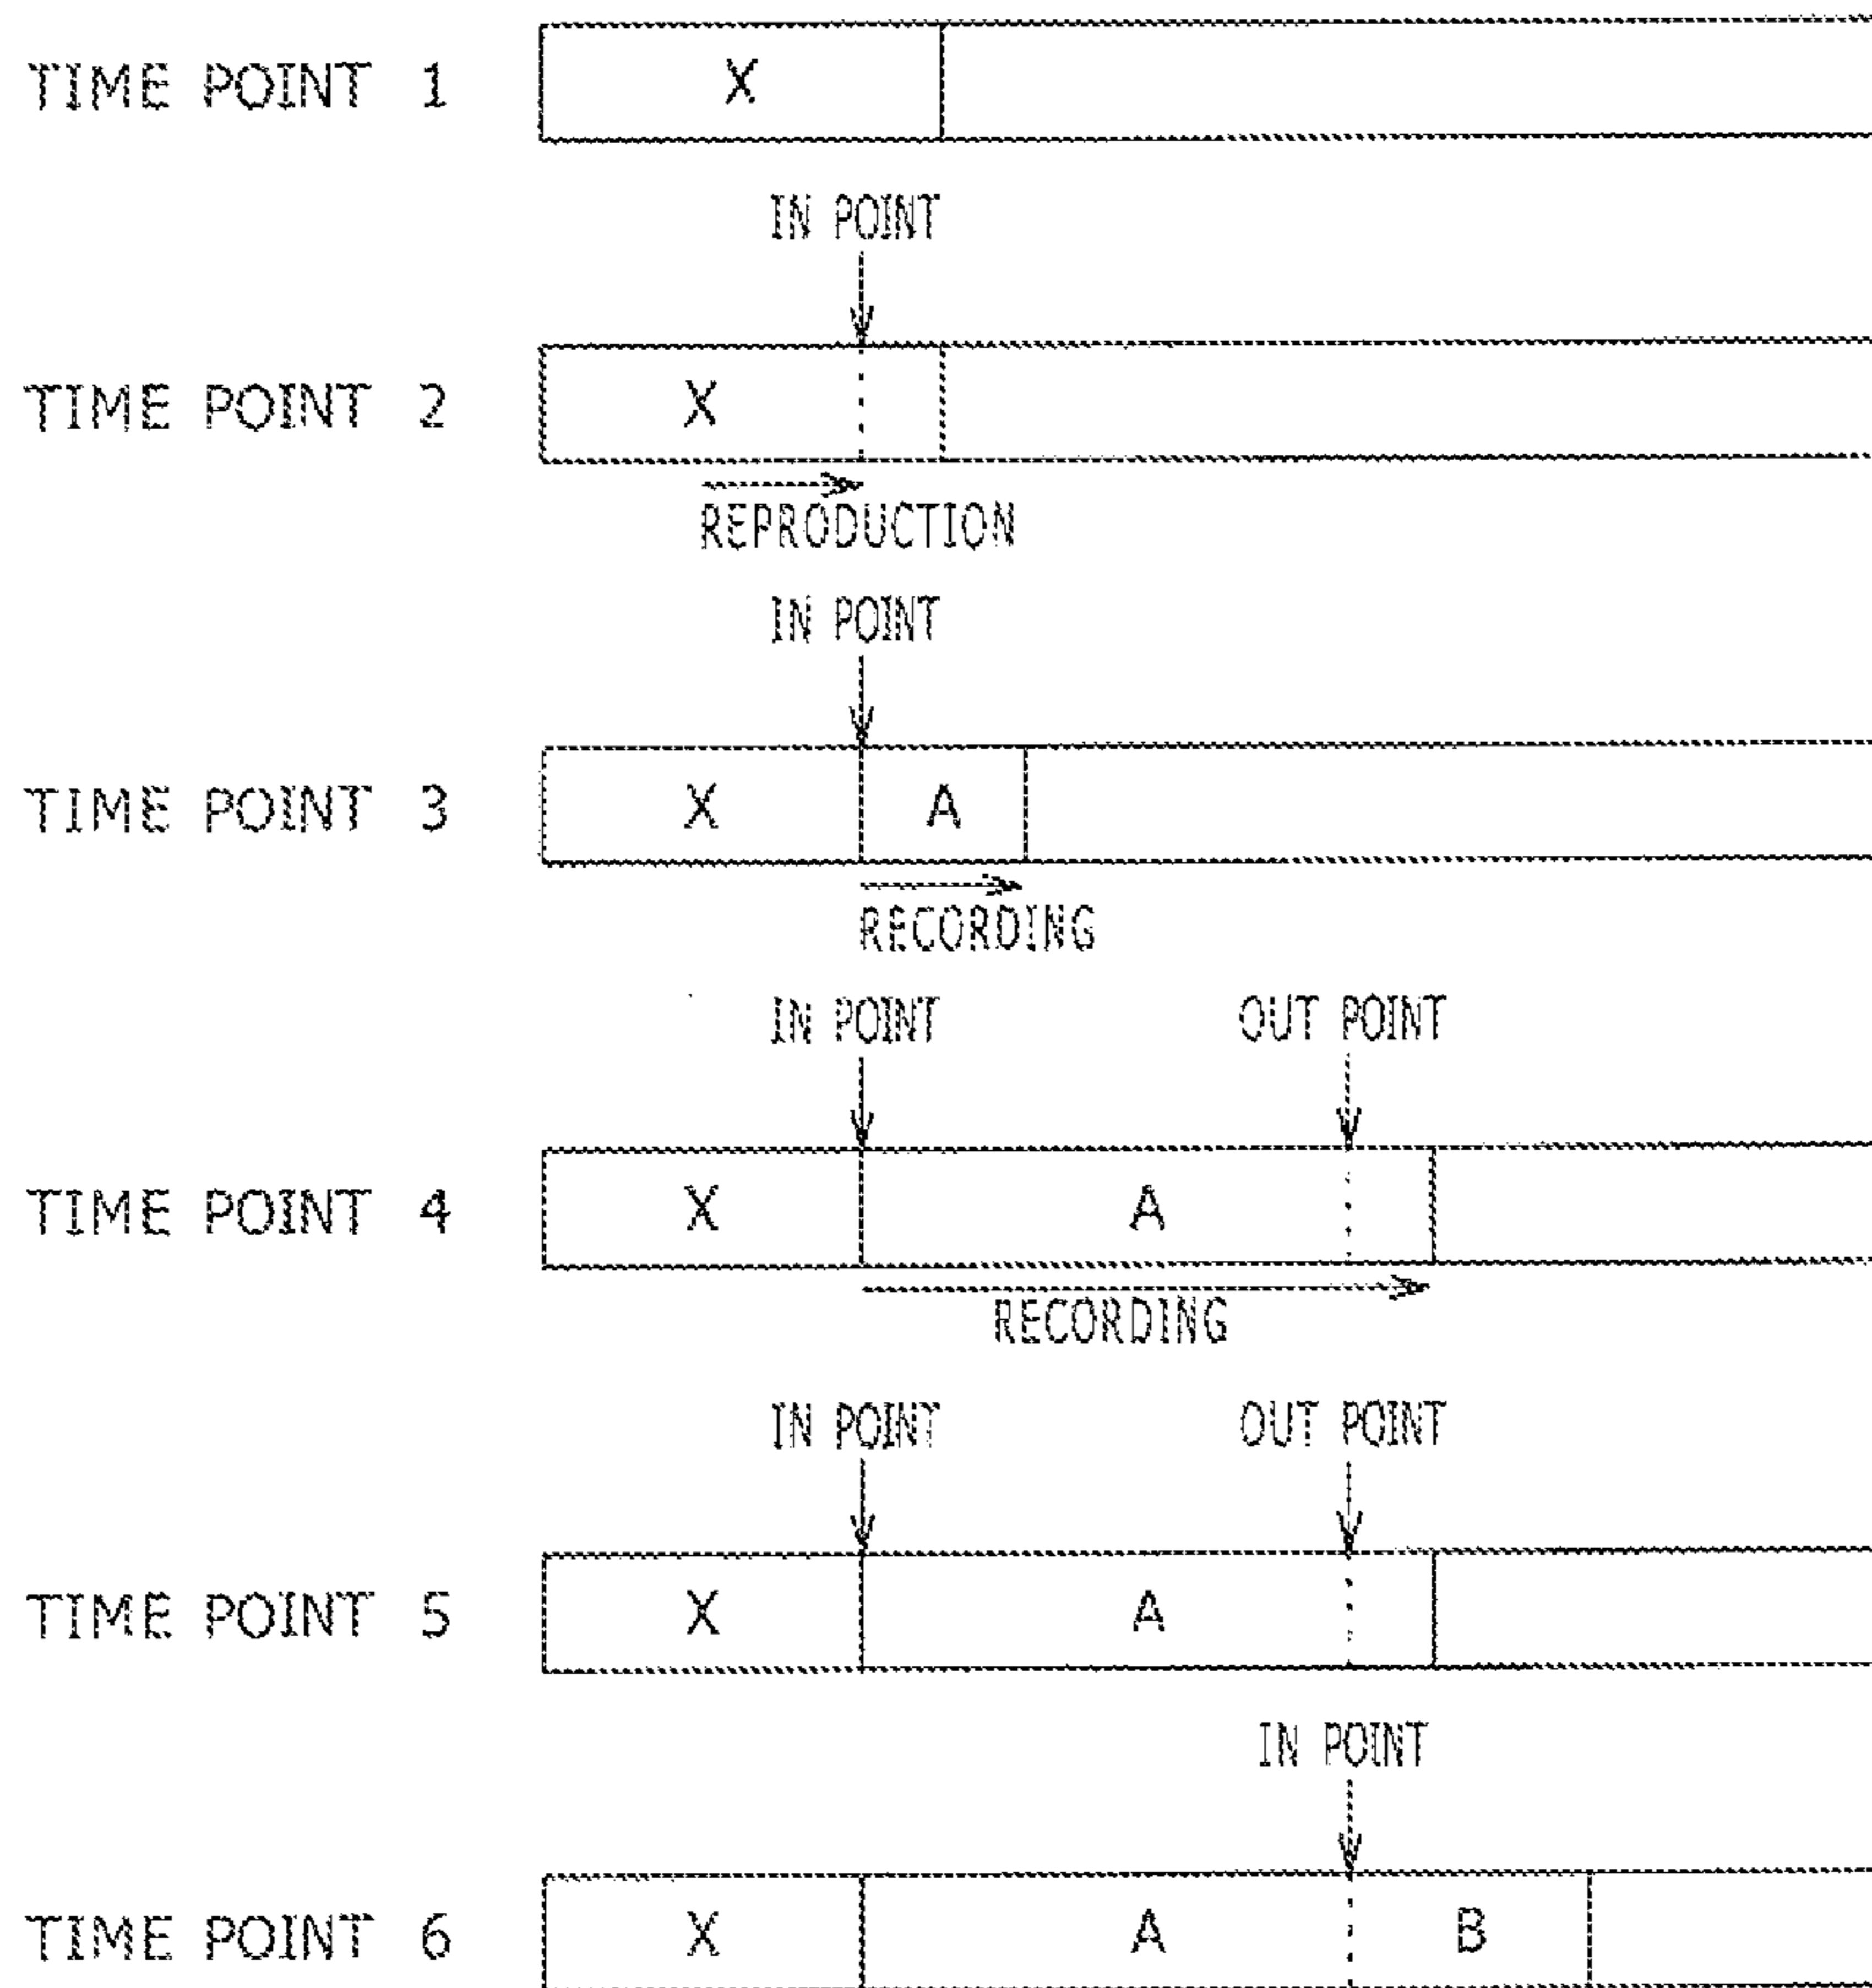 TIME POINT 1
X
IN POINT
TIME POINT 2
X
REPRODUCTION
IN POINT
TIME POINT 3
X A
RECORDING
IN POINT OUT POINT
TIME POINT 4
X A
RECORDING
IN POINT OUT POINT
TIME POINT 5
X A
IN POINT
TIME POINT 6
X A B